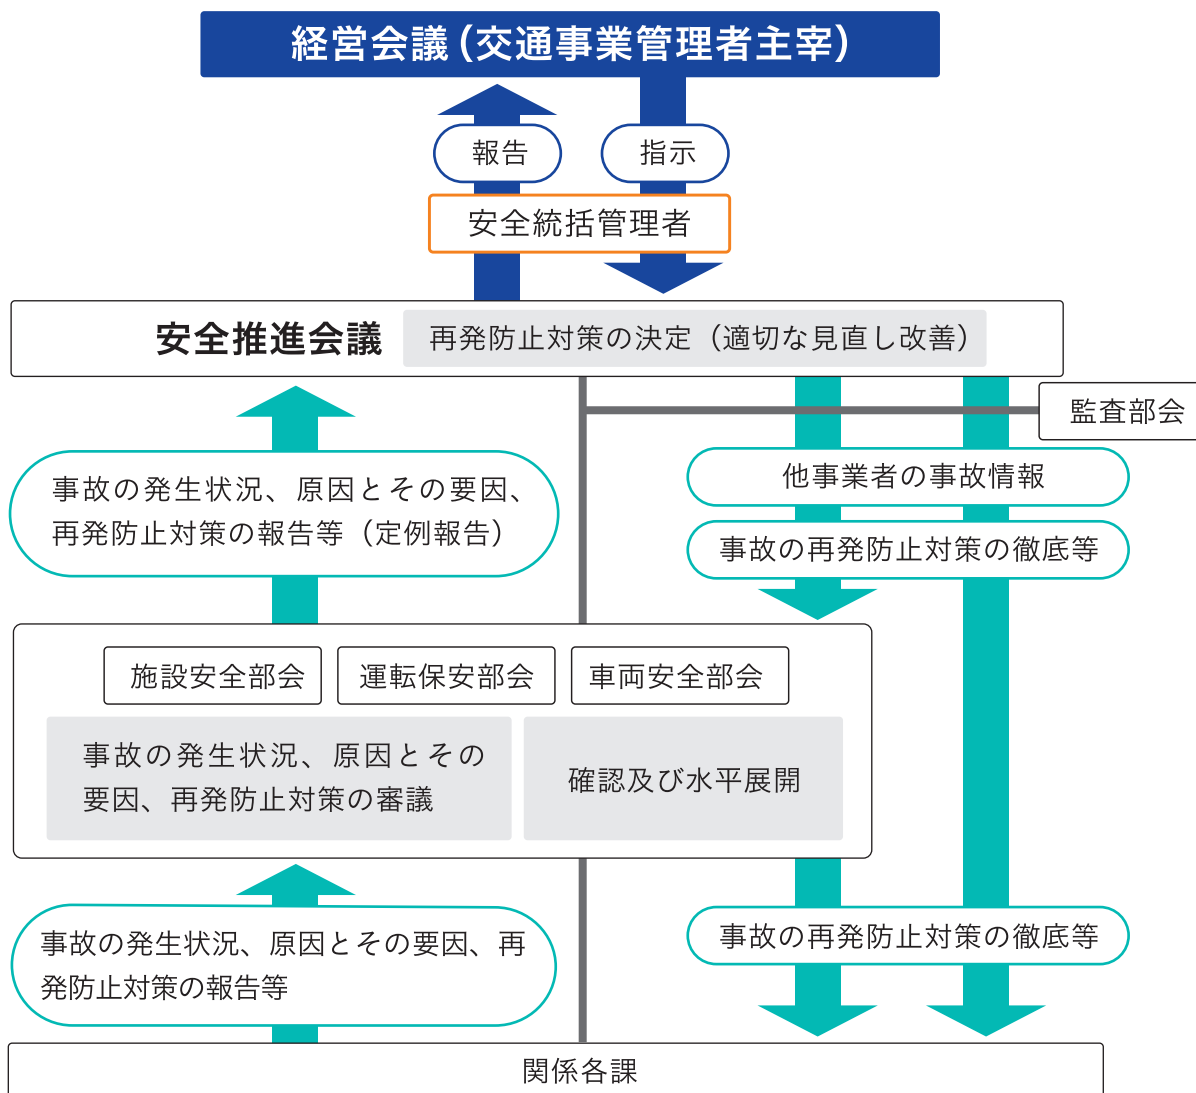 経営会議（交通事業管理者主宰）
報告
指示
安全統括管理者
安全推進会議
再発防止対策の決定（適切な見直し改善）
監査部会
事故の発生状況、原因とその要因、
再発防止対策の報告等（定例報告）
他事業者の事故情報
事故の再発防止対策の徹底等
施設安全部会
運転保安部会
車両安全部会
事故の発生状況、原因とその
要因、再発防止対策の審議
確認及び水平展開
事故の発生状況、原因とその要因、再
発防止対策の報告等
事故の再発防止対策の徹底等
関係各課